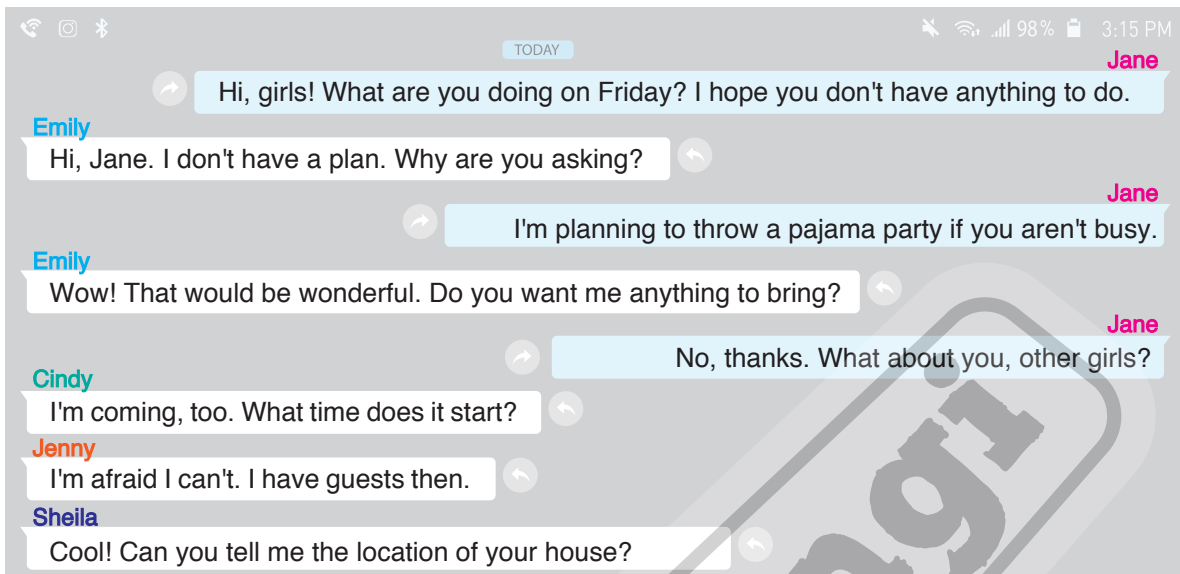 98% 3:15 PM
TODAY
Jane
Hi, girls! What are you doing on Friday? I hope you don't have anything to do.
Emily
Hi, Jane. I don't have a plan. Why are you asking?
Jane
I'm planning to throw a pajama party if you aren't busy.
Emily
Wow! That would be wonderful. Do you want me anything to bring?
Jane
No, thanks. What about you, other girls?
Cindy
I'm coming, too. What time does it start?
Jenny
I'm afraid I can't. I have guests then.
Sheila
Cool! Can you tell me the location of your house?